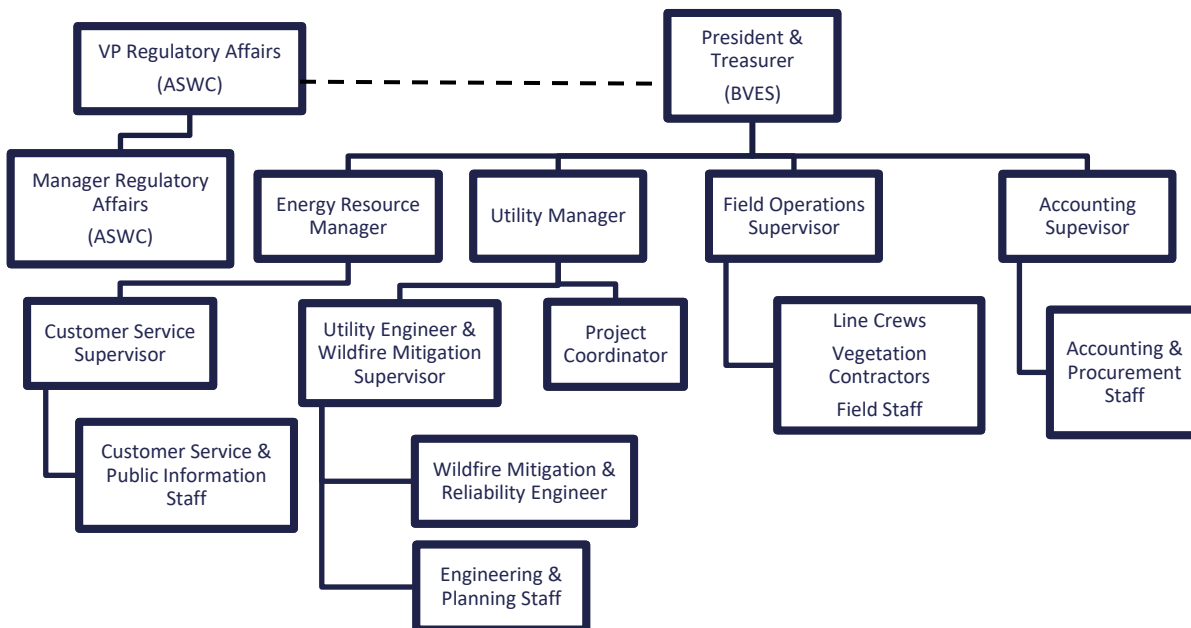 VP Regulatory Affairs
(ASWC)
President &
Treasurer
(BVES)
Manager Regulatory
Affairs
(ASWC)
Energy Resource
Manager
Utility Manager
Field Operations
Supervisor
Accounting
Supevisor
Customer Service
Supervisor
Utility Engineer &
Wildfire Mitigation
Supervisor
Project
Coordinator
Line Crews
Vegetation
Contractors
Field Staff
Accounting &
Procurement
Staff
Customer Service &
Public Information
Staff
Wildfire Mitigation &
Reliability Engineer
Engineering &
Planning Staff